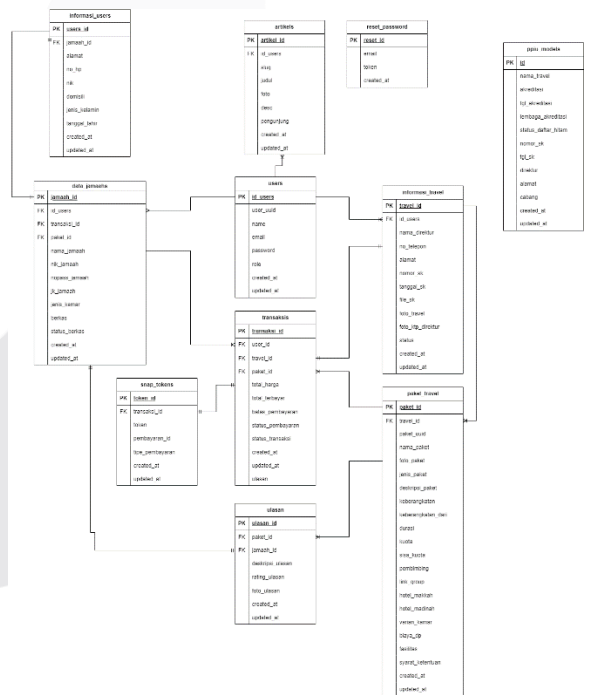 informasi_users
PK users_id
FK jamaah_id
alamat
no_hp
nik
domisili
jenis_kelamin
tanggal_lahir
created_at
updated_at
artikels
PK artikel_id
FK id_users
slug
judul
foto
desc
pengunjung
created_at
updated_at
reset_password
PK reset_id
email
token
created_at
ppiu_models
PK id
nama_travel
akreditasi
tgl_akreditasi
lembaga_akreditasi
status_daftar_hitam
nomor_sk
tgl_sk
direktur
alamat
cabang
created_at
updated_at
data_jamaahs
PK jamaah_id
FK id_users
FK transaksi_id
FK paket_id
nama_jamaah
nik_jamaah
nopass_jamaah
jk_jamaah
jenis_kamar
berkas
status_berkas
created_at
updated_at
users
PK id_users
user_uuid
name
email
password
role
created_at
updated_at
informasi_travel
PK travel_id
FK id_users
nama_direktur
no_telepon
alamat
nomor_sk
tanggal_sk
file_sk
foto_travel
foto_ktp_direktur
status
created_at
updated_at
transaksis
PK transaksi_id
FK user_id
FK travel_id
FK paket_id
total_harga
total_terbayar
batas_pembayaran
status_pembayaran
status_transaksi
created_at
updated_at
ulasan
snap_tokens
PK token_id
FK transaksi_id
token
pembayaran_id
tipe_pembayaran
created_at
updated_at
paket_travel
PK paket_id
FK travel_id
paket_uuid
nama_paket
foto_paket
jenis_paket
deskripsi_paket
keberangkatan
keberangkatan_dari
durasi
kuota
sisa_kuota
pembimbing
link_group
hotel_makkah
hotel_madinah
varian_kamar
biaya_dp
fasilitas
syarat_ketentuan
created_at
updated_at
ulasan
PK ulasan_id
FK paket_id
FK jamaah_id
deskripsi_ulasan
rating_ulasan
foto_ulasan
created_at
updated_at